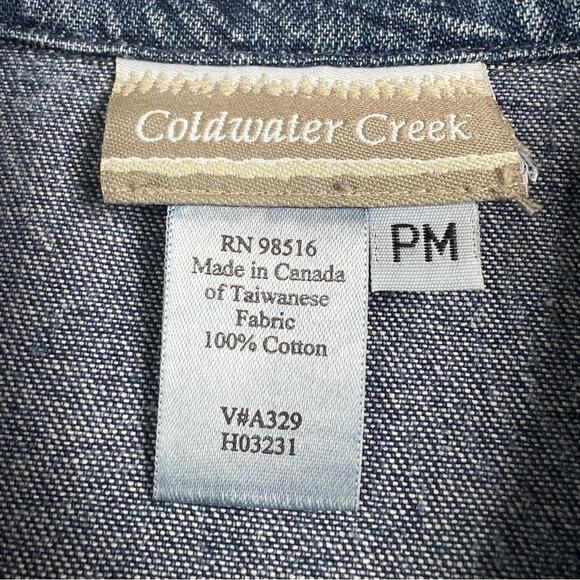 Coldwater Creek
PM
RN 98516
Made in Canada
of Taiwanese
Fabric
100% Cotton
V#A329
H03231